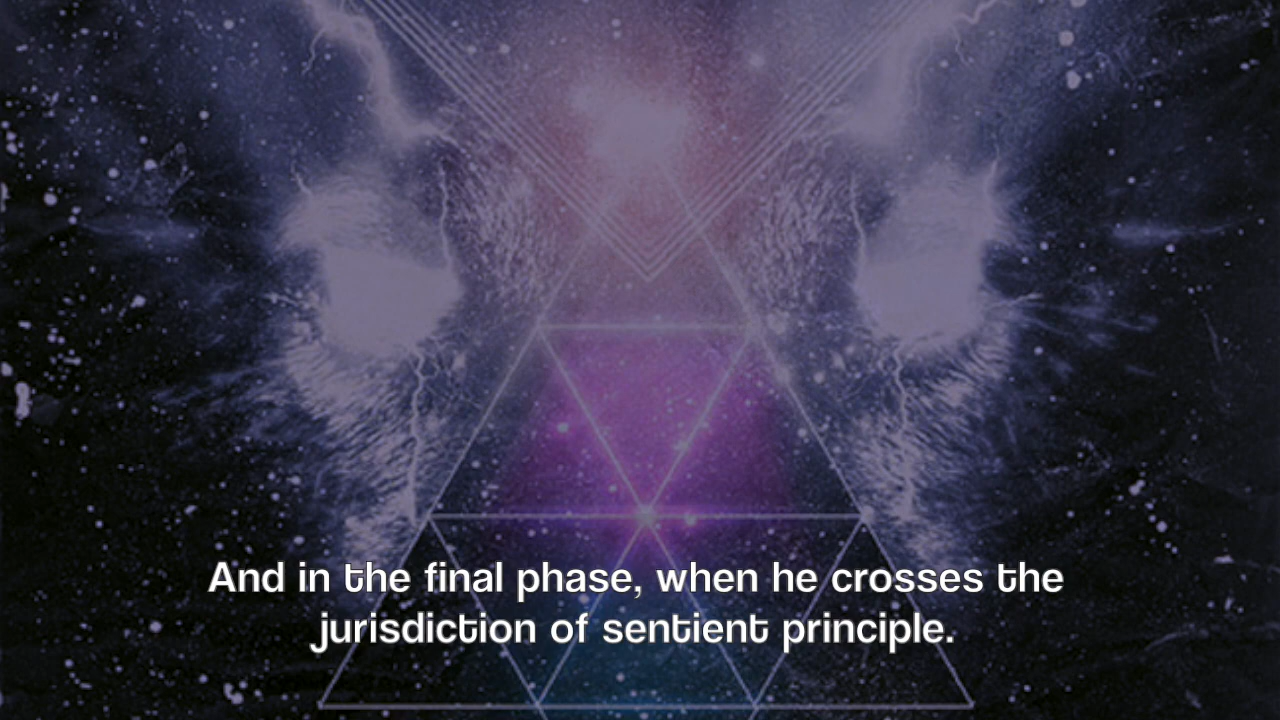 And in the final phase, when he crosses the
jurisdiction of sentient principle.